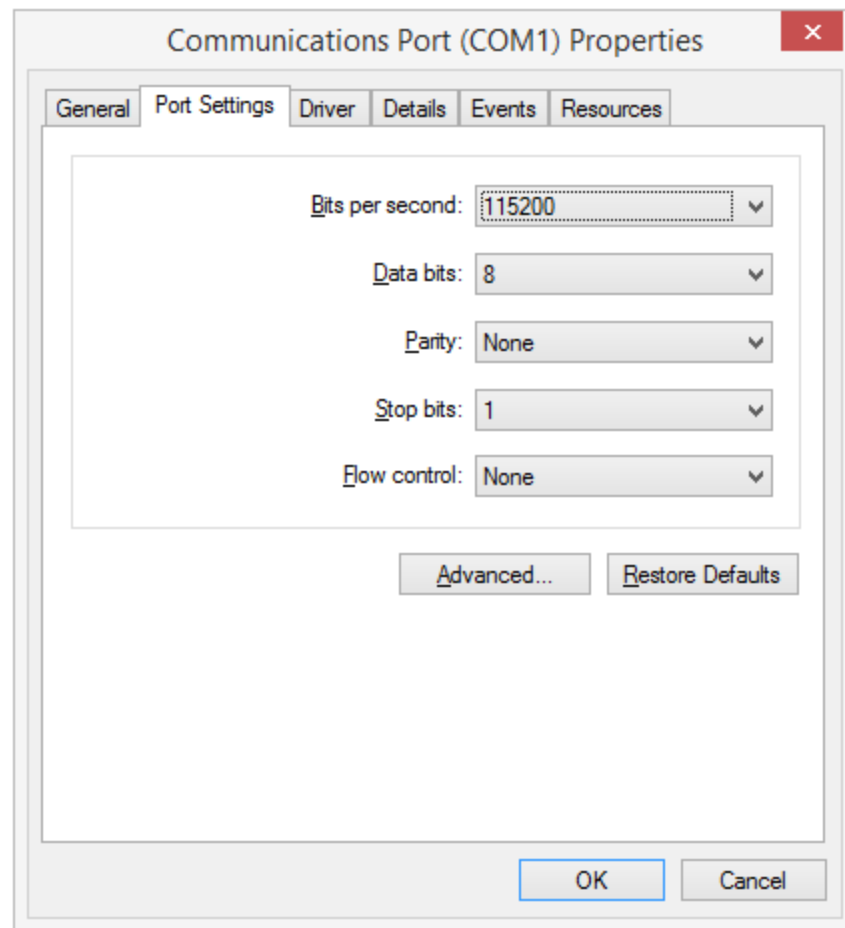 Communications Port (COM1) Properties
General Port Settings Driver Details Events Resources
Bits per second: 115200
Data bits: 8
Parity: None
Stop bits: 1
Flow control: None
Advanced... Restore Defaults
OK Cancel